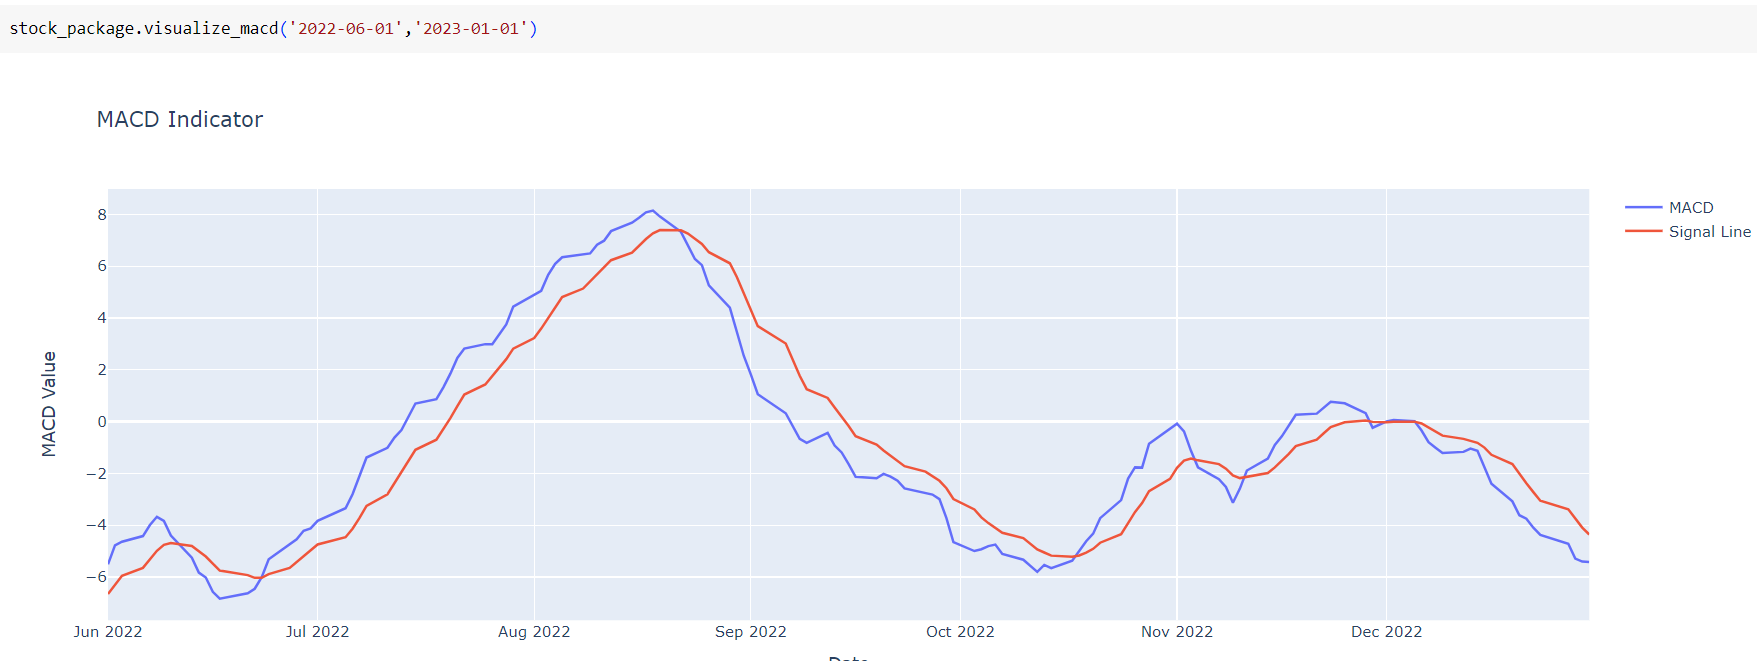 stock_package.visualize_macd('2022-06-01','2023-01-01')
MACD Indicator
MACD
Signal Line
MACD Value
8
6
4
2
0
−2
−4
−6
Jun 2022 Jul 2022 Aug 2022 Sep 2022 Oct 2022 Nov 2022 Dec 2022
Date